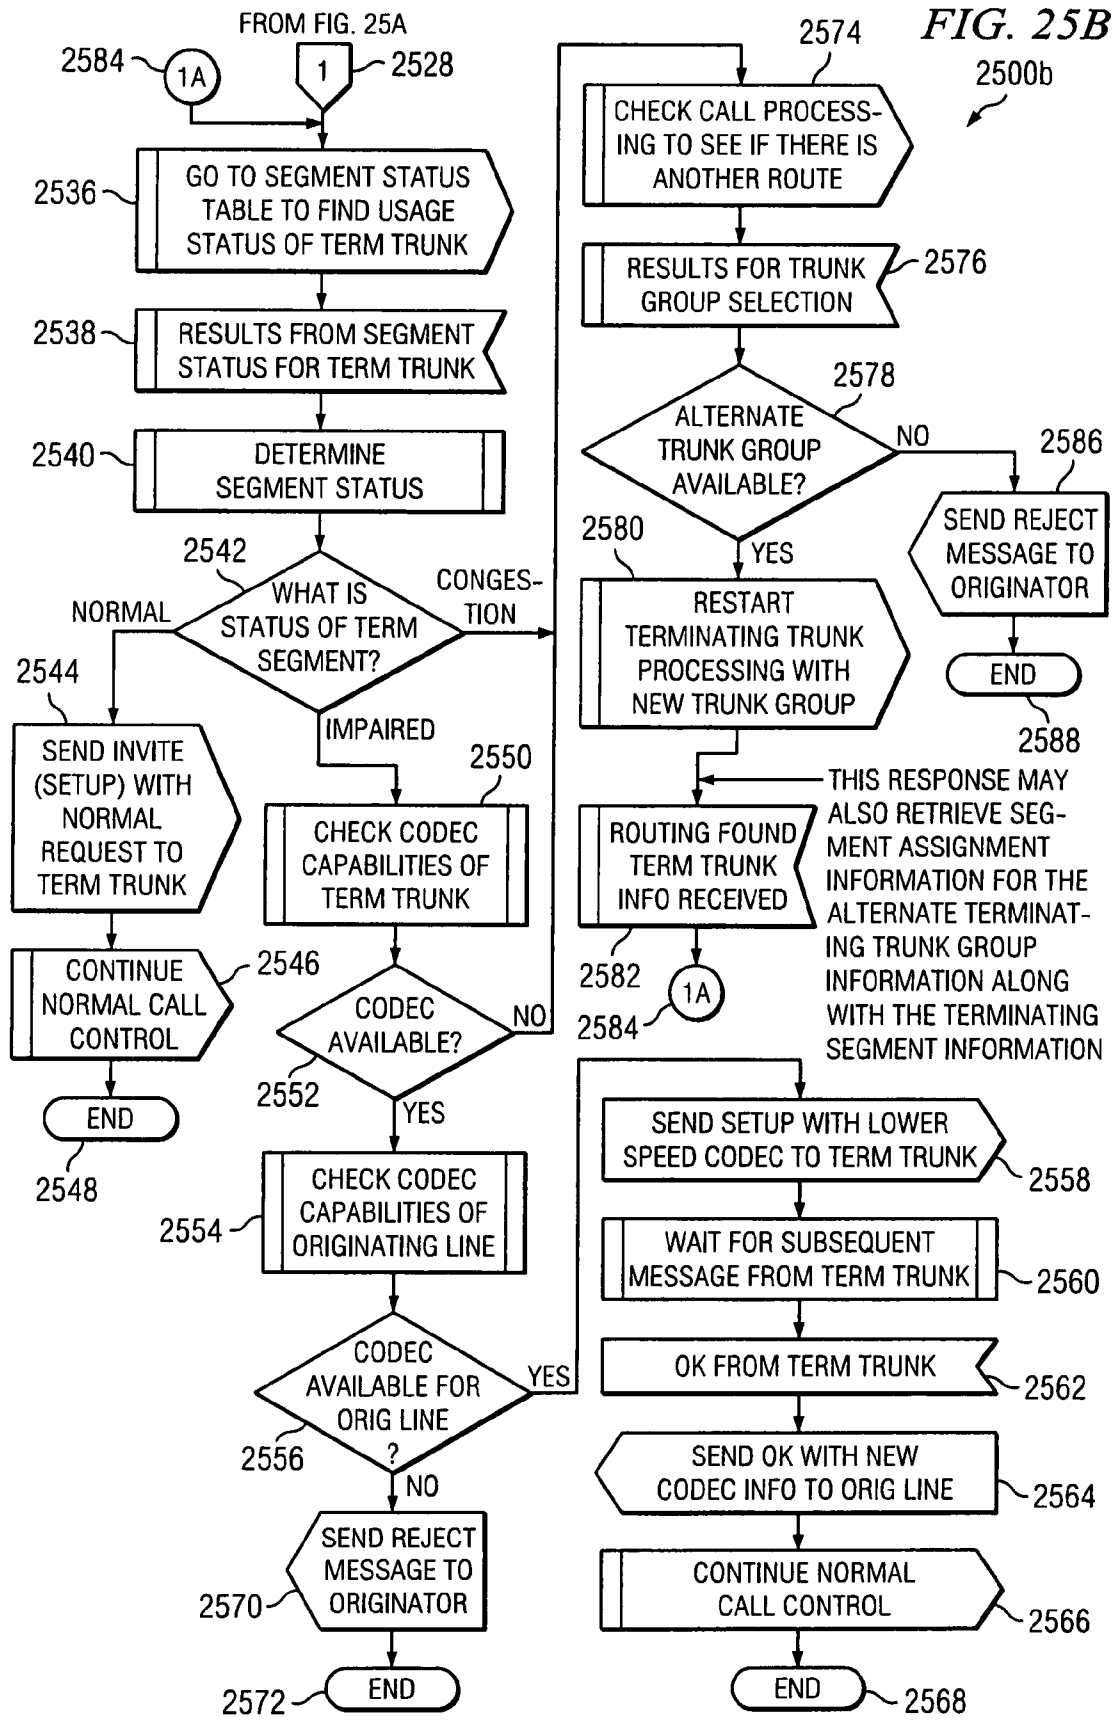 FIG. 25B
2500b
FROM FIG. 25A
2584
1A
1
2528
2536
GO TO SEGMENT STATUS
TABLE TO FIND USAGE
STATUS OF TERM TRUNK
2538
RESULTS FROM SEGMENT
STATUS FOR TERM TRUNK
2540
DETERMINE
SEGMENT STATUS
2542
WHAT IS
STATUS OF TERM
SEGMENT?
NORMAL
CONGES-
TION
IMPAIRED
2544
SEND INVITE
(SETUP) WITH
NORMAL
REQUEST TO
TERM TRUNK
2546
CONTINUE
NORMAL CALL
CONTROL
END
2548
2550
CHECK CODEC
CAPABILITIES OF
TERM TRUNK
CODEC
AVAILABLE?
NO
2552
YES
2554
CHECK CODEC
CAPABILITIES OF
ORIGINATING LINE
CODEC
AVAILABLE FOR
ORIG LINE
?
YES
2556
NO
SEND REJECT
MESSAGE TO
ORIGINATOR
2570
END
2572
2574
CHECK CALL PROCESS-
ING TO SEE IF THERE IS
ANOTHER ROUTE
2576
RESULTS FOR TRUNK
GROUP SELECTION
2578
ALTERNATE
TRUNK GROUP
AVAILABLE?
NO
2586
SEND REJECT
MESSAGE TO
ORIGINATOR
END
2588
YES
2580
RESTART
TERMINATING TRUNK
PROCESSING WITH
NEW TRUNK GROUP
ROUTING FOUND
TERM TRUNK
INFO RECEIVED
2582
1A
2584
THIS RESPONSE MAY
ALSO RETRIEVE SEG-
MENT ASSIGNMENT
INFORMATION FOR THE
ALTERNATE TERMINAT-
ING TRUNK GROUP
INFORMATION ALONG
WITH THE TERMINATING
SEGMENT INFORMATION
SEND SETUP WITH LOWER
SPEED CODEC TO TERM TRUNK
2558
WAIT FOR SUBSEQUENT
MESSAGE FROM TERM TRUNK
2560
OK FROM TERM TRUNK
2562
SEND OK WITH NEW
CODEC INFO TO ORIG LINE
2564
CONTINUE NORMAL
CALL CONTROL
2566
END
2568